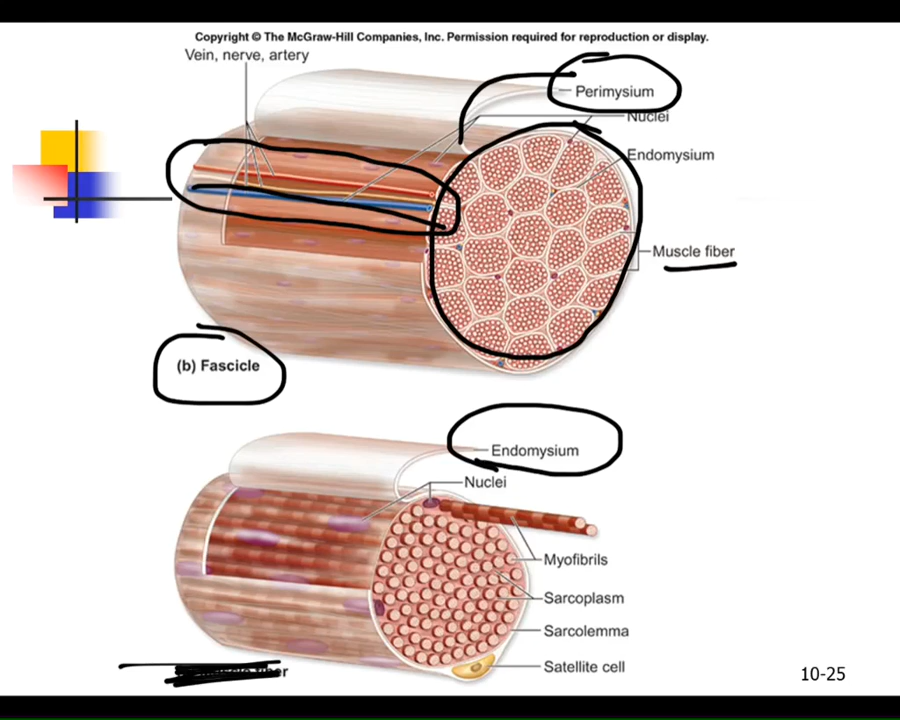 Copyright © The McGraw-Hill Companies, Inc. Permission required for reproduction or display.
Vein, nerve, artery
Perimysium
Nuclei
Endomysium
Muscle fiber
(b) Fascicle
Endomysium
Nuclei
Myofibrils
Sarcoplasm
Sarcolemma
Satellite cell
10-25